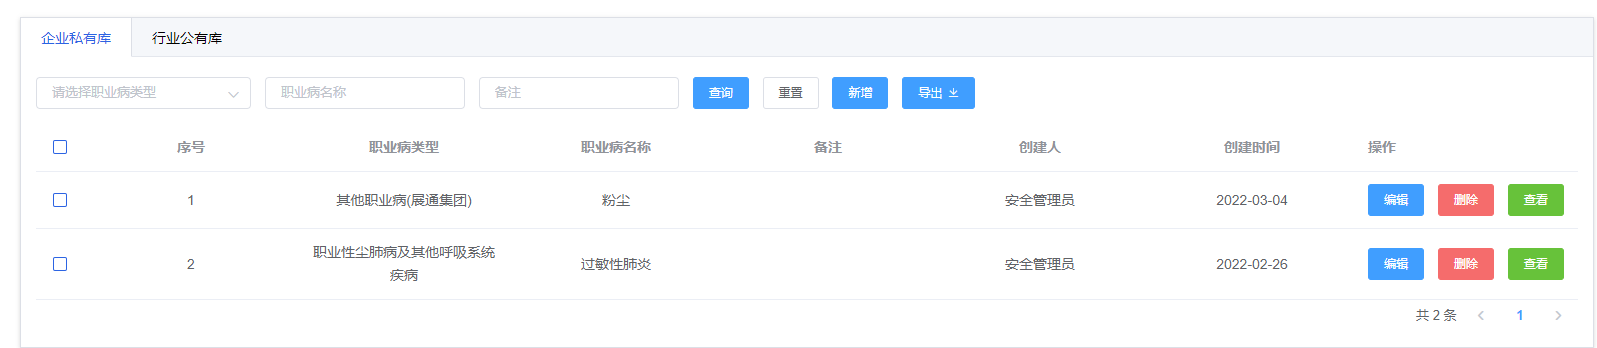 企业私有库 行业公有库
请选择职业病类型 职业病名称 备注 查询 重置 新增 导出
序号 职业病类型 职业病名称 备注 创建人 创建时间 操作
1 其他职业病(展通集团) 粉尘 安全管理员 2022-03-04 编辑 删除 查看
职业性尘肺病及其他呼吸系统
2 过敏性肺炎 安全管理员 2022-02-26 编辑 删除 查看
疾病
共 2 条 1